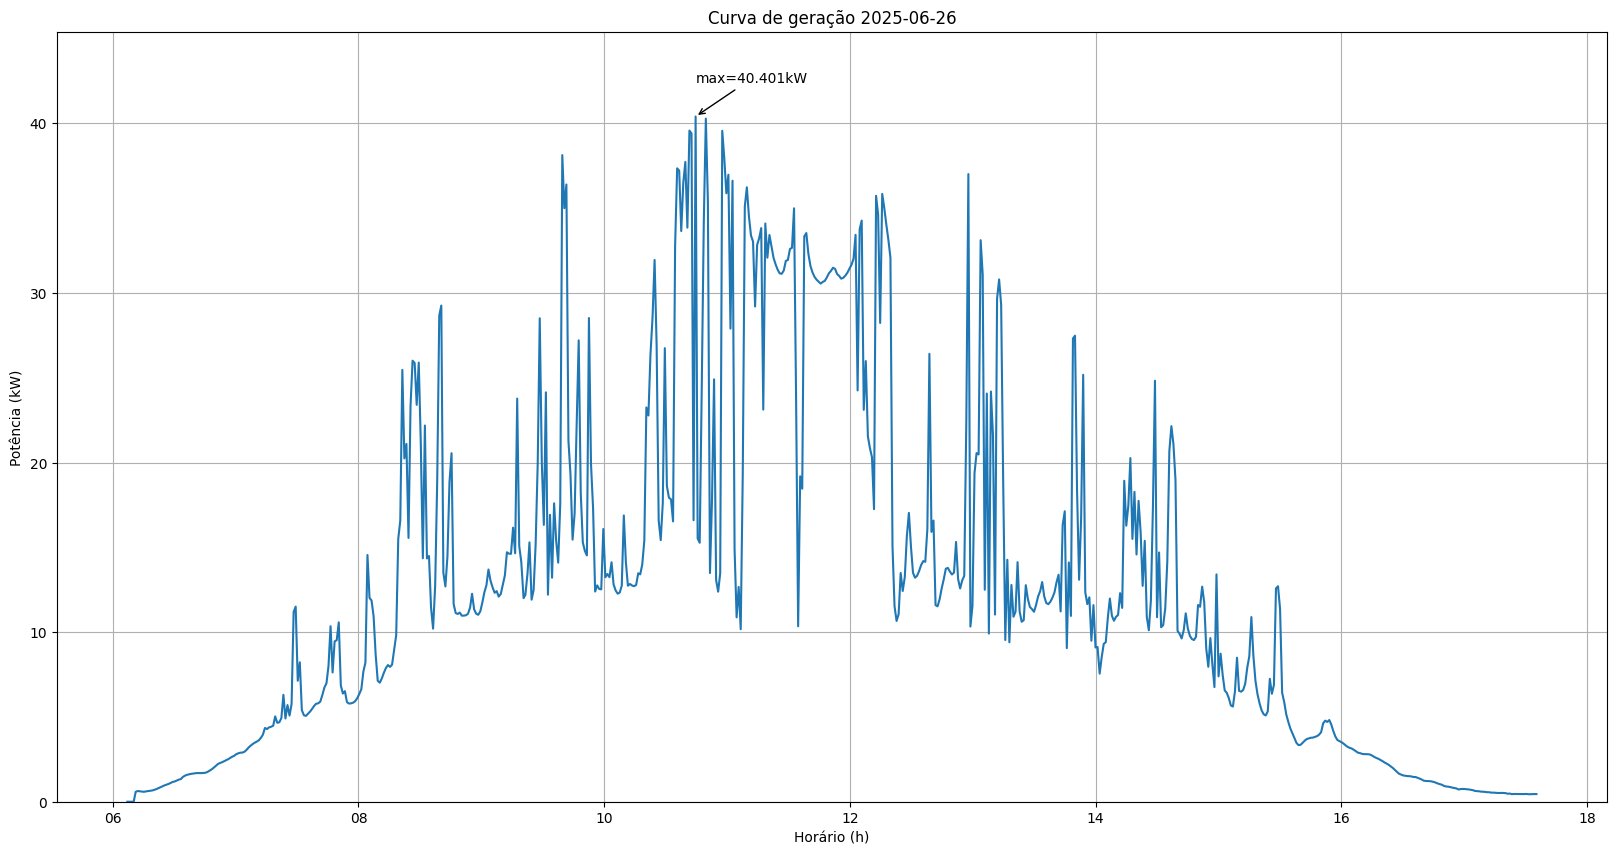 Curva de geração 2025-06-26
max=40.401kW
40
30
20
10
0
Potência (kW)
06 08 10 12 14 16 18
Horário (h)